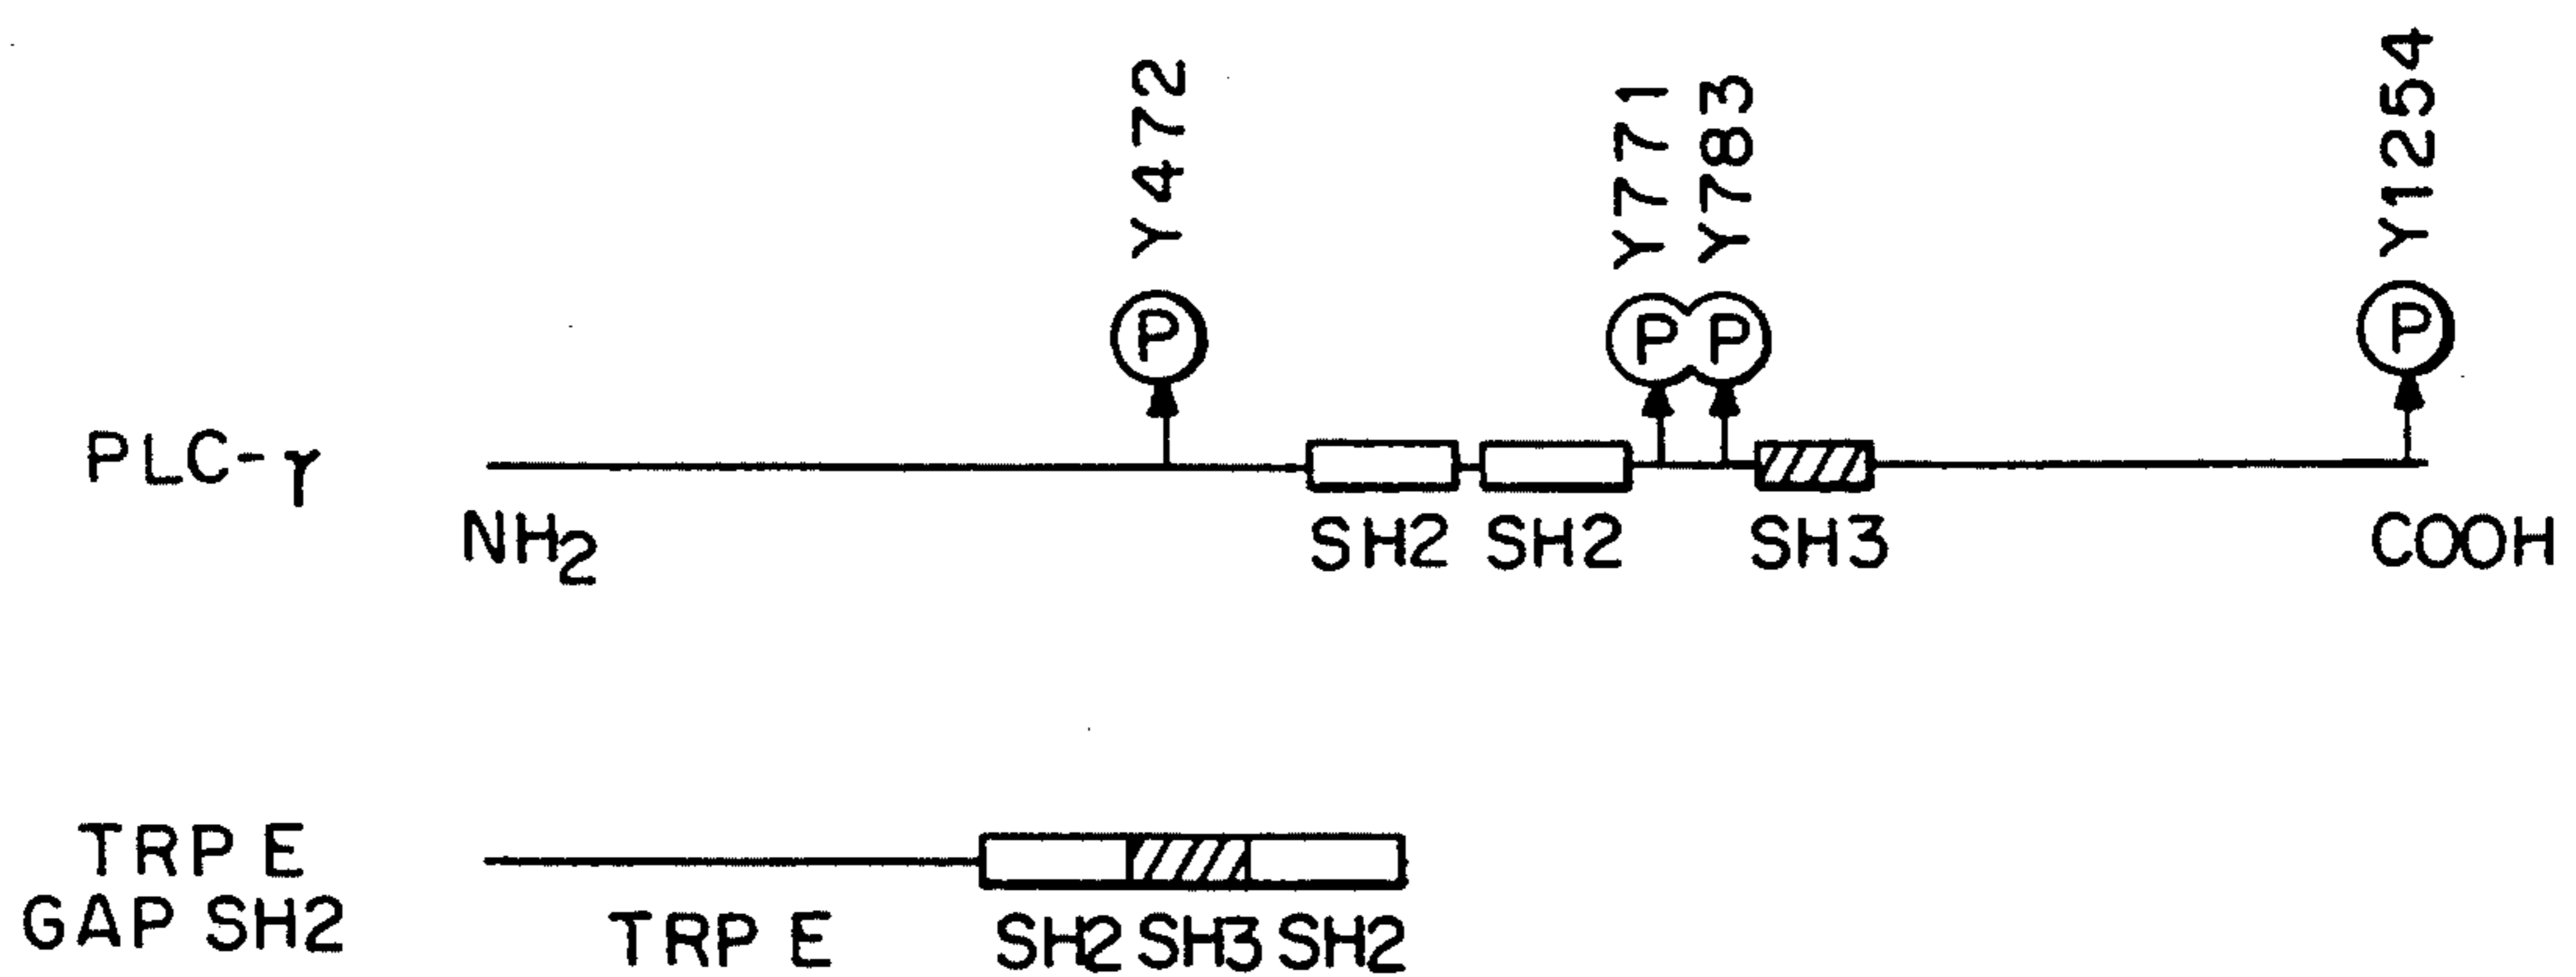 Y472
Y771
Y783
Y1254
P
P
P
P
PLC-γ
NH2
SH2
SH2
SH3
COOH
TRP E
GAP SH2
TRP E
SH2 SH3 SH2